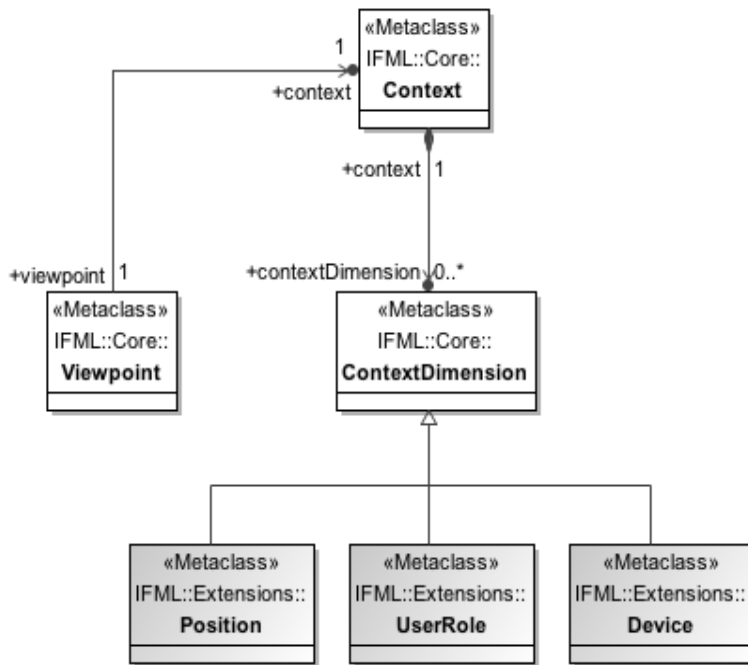 «Metaclass»
IFML::Core::
Context
1
+context
+context 1
+viewpoint 1
+contextDimension 0..*
«Metaclass»
IFML::Core::
Viewpoint
«Metaclass»
IFML::Core::
ContextDimension
«Metaclass»
IFML::Extensions::
Position
«Metaclass»
IFML::Extensions::
UserRole
«Metaclass»
IFML::Extensions::
Device